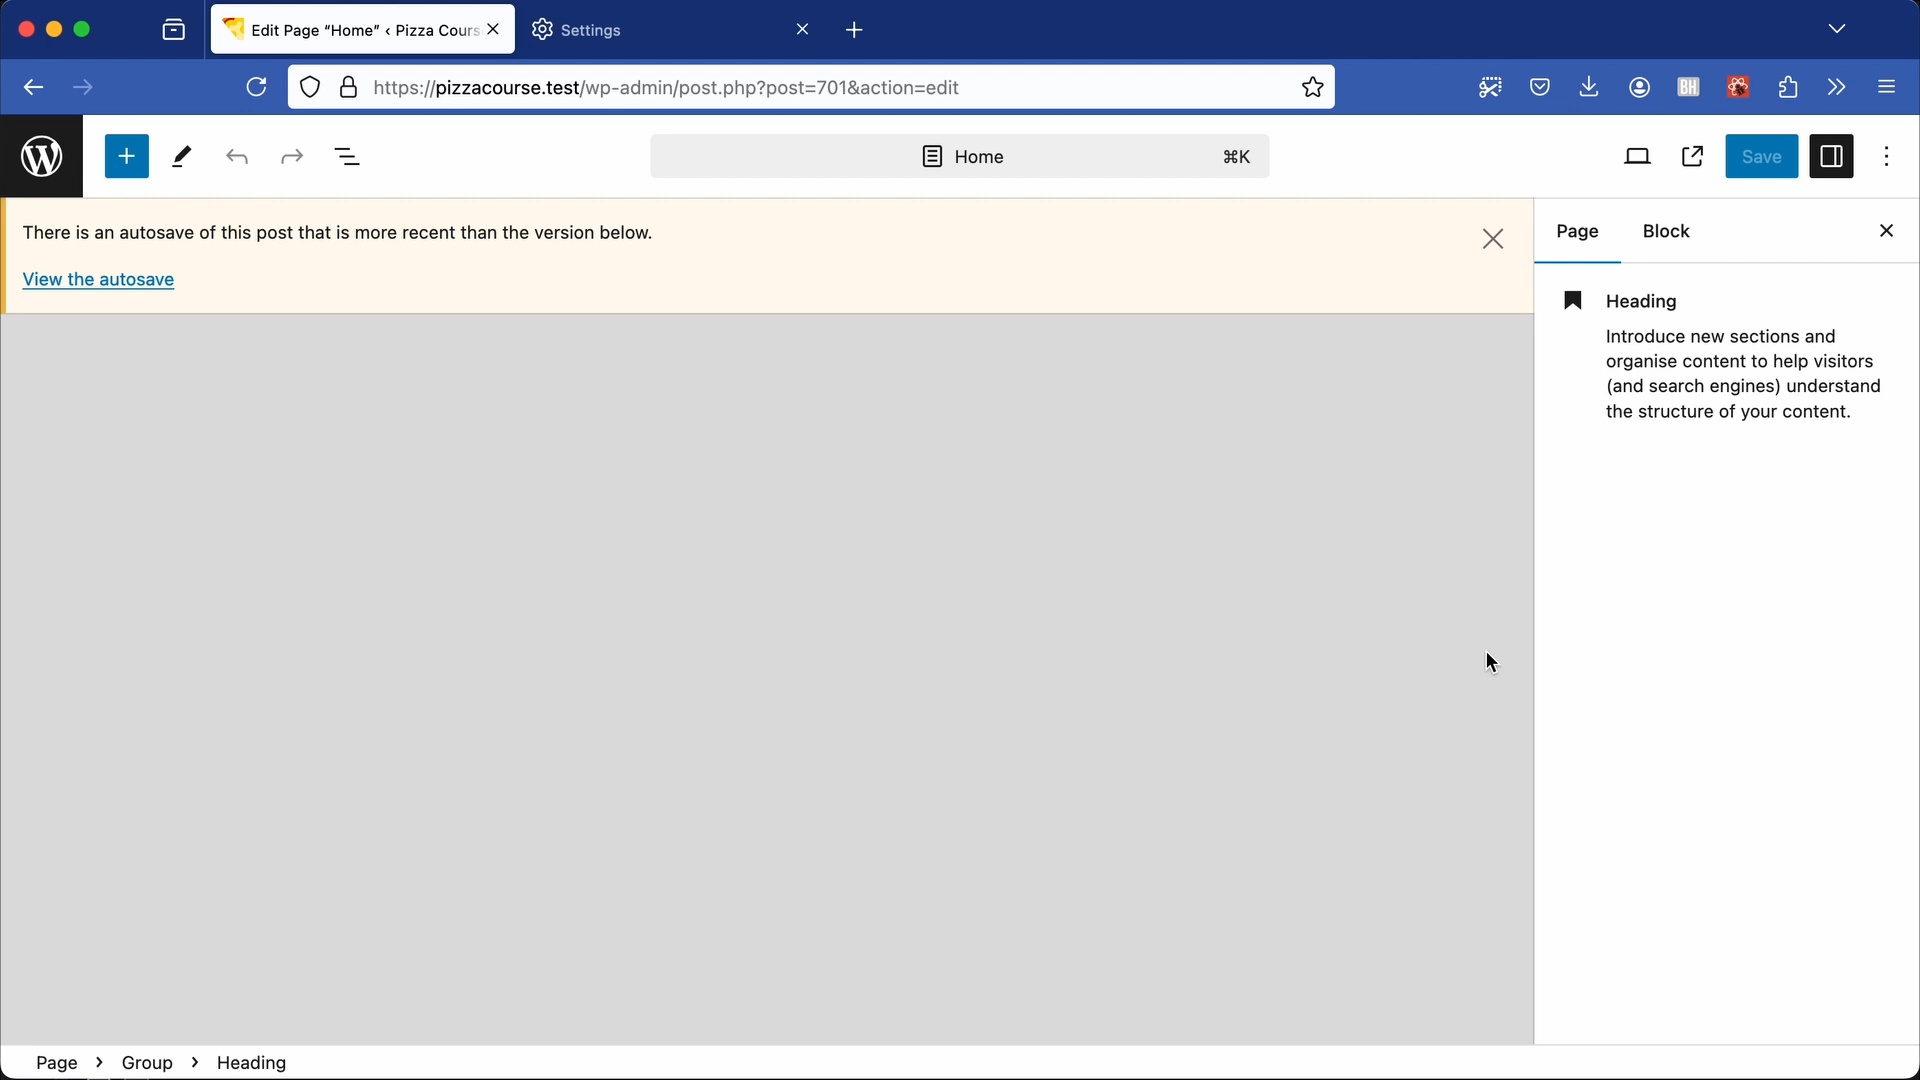 Edit Page “Home” ‹ Pizza Cours
Settings
https://pizzacourse.test/wp-admin/post.php?post=701&action=edit
BH
Home
⌘K
Save
There is an autosave of this post that is more recent than the version below.
View the autosave
Page
Block
Heading
Introduce new sections and
organise content to help visitors
(and search engines) understand
the structure of your content.
Page › Group › Heading